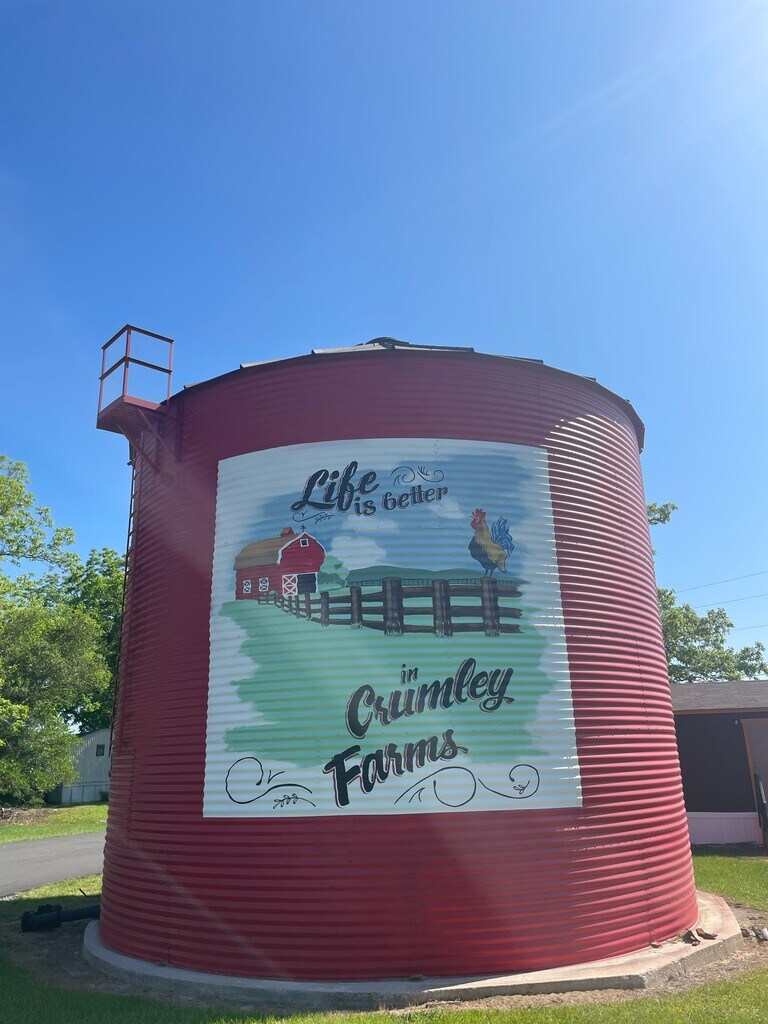 Life
is better
in
Crumley
Farms